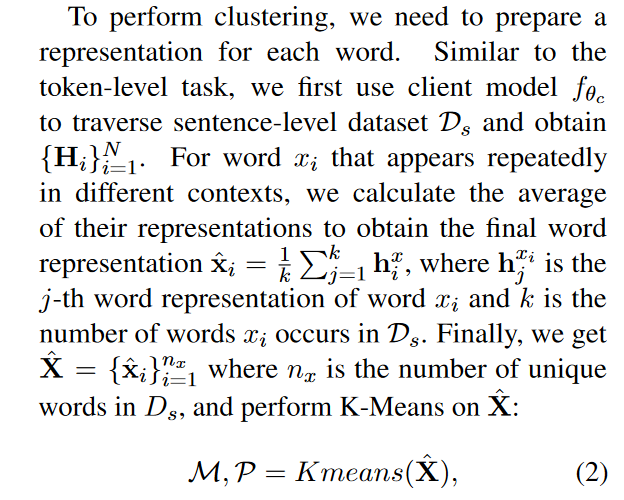 To perform clustering, we need to prepare a
representation for each word. Similar to the
token-level task, we first use client model $f_{\theta_c}$
to traverse sentence-level dataset $\mathcal{D}_s$ and obtain
$\{\mathbf{H}_i\}_{i=1}^{N}$. For word $x_i$ that appears repeatedly
in different contexts, we calculate the average
of their representations to obtain the final word
representation $\hat{\mathbf{x}}_i = \frac{1}{k} \sum_{j=1}^{k} \mathbf{h}_i^x$, where $\mathbf{h}_j^{x_i}$ is the
$j$-th word representation of word $x_i$ and $k$ is the
number of words $x_i$ occurs in $\mathcal{D}_s$. Finally, we get
$\hat{\mathbf{X}} = \{\hat{\mathbf{x}}_i\}_{i=1}^{n_x}$ where $n_x$ is the number of unique
words in $D_s$, and perform K-Means on $\hat{\mathbf{X}}$:
$\mathcal{M}, \mathcal{P} = Kmeans(\hat{\mathbf{X}}),$ (2)